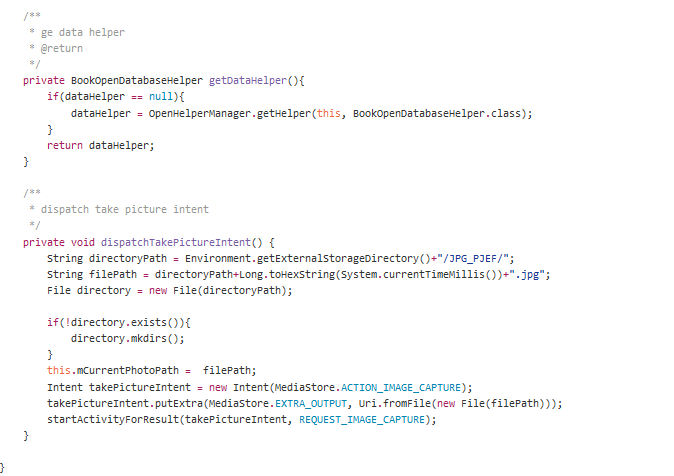 /**
 * ge data helper
 * @return
 */
private BookOpenDatabaseHelper getDataHelper(){
    if(dataHelper == null){
        dataHelper = OpenHelperManager.getHelper(this, BookOpenDatabaseHelper.class);
    }
    return dataHelper;
}

/**
 * dispatch take picture intent
 */
private void dispatchTakePictureIntent() {
    String directoryPath = Environment.getExternalStorageDirectory()+"/JPG_PJEF/";
    String filePath = directoryPath+Long.toHexString(System.currentTimeMillis())+".jpg";
    File directory = new File(directoryPath);

    if(!directory.exists()){
        directory.mkdirs();
    }
    this.mCurrentPhotoPath =  filePath;
    Intent takePictureIntent = new Intent(MediaStore.ACTION_IMAGE_CAPTURE);
    takePictureIntent.putExtra(MediaStore.EXTRA_OUTPUT, Uri.fromFile(new File(filePath)));
    startActivityForResult(takePictureIntent, REQUEST_IMAGE_CAPTURE);
}

}